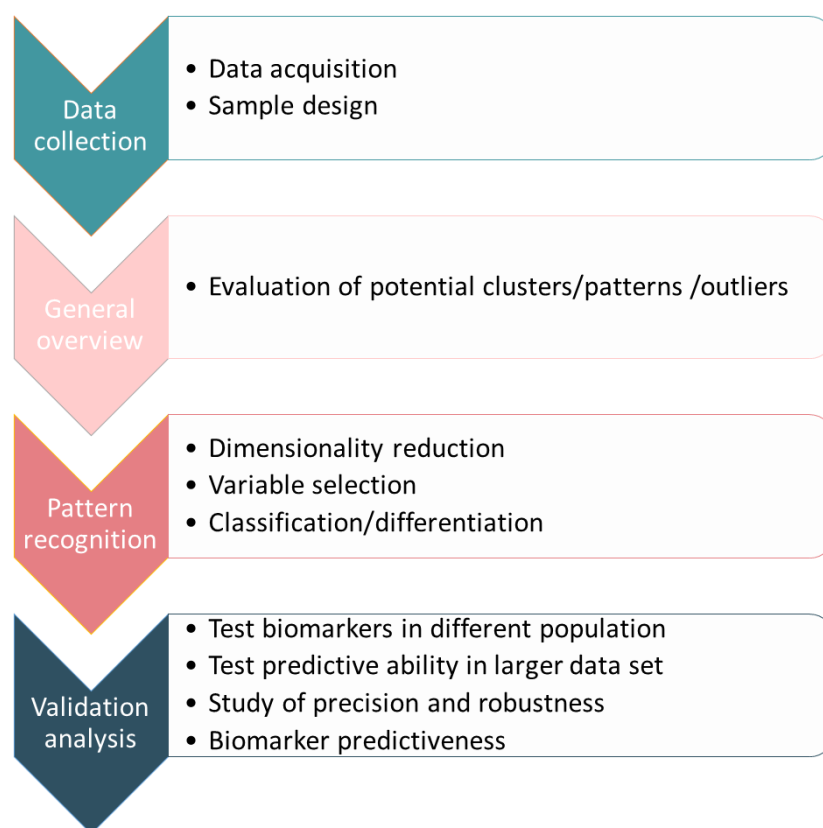 Data
collection
• Data acquisition
• Sample design
General
overview
• Evaluation of potential clusters/patterns /outliers
Pattern
recognition
• Dimensionality reduction
• Variable selection
• Classification/differentiation
Validation
analysis
• Test biomarkers in different population
• Test predictive ability in larger data set
• Study of precision and robustness
• Biomarker predictiveness